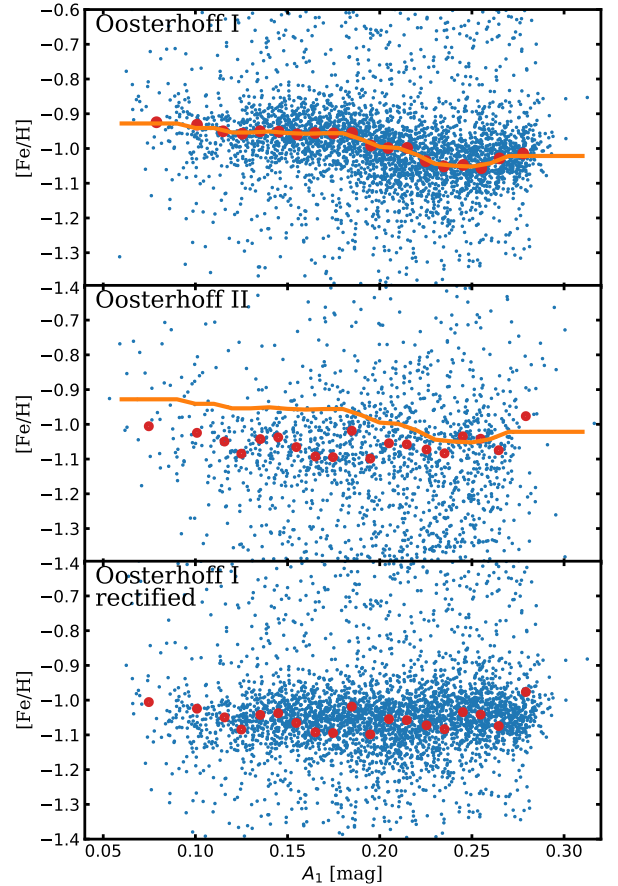 Oosterhoff I
−0.6
−0.7
−0.8
−0.9
−1.0
−1.1
−1.2
−1.3
[Fe/H]
−1.4
Oosterhoff II
−0.7
−0.8
−0.9
−1.0
−1.1
−1.2
−1.3
[Fe/H]
−1.4
Oosterhoff I
rectified
−0.7
−0.8
−0.9
−1.0
−1.1
−1.2
−1.3
−1.4
[Fe/H]
0.05 0.10 0.15 0.20 0.25 0.30
A₁ [mag]